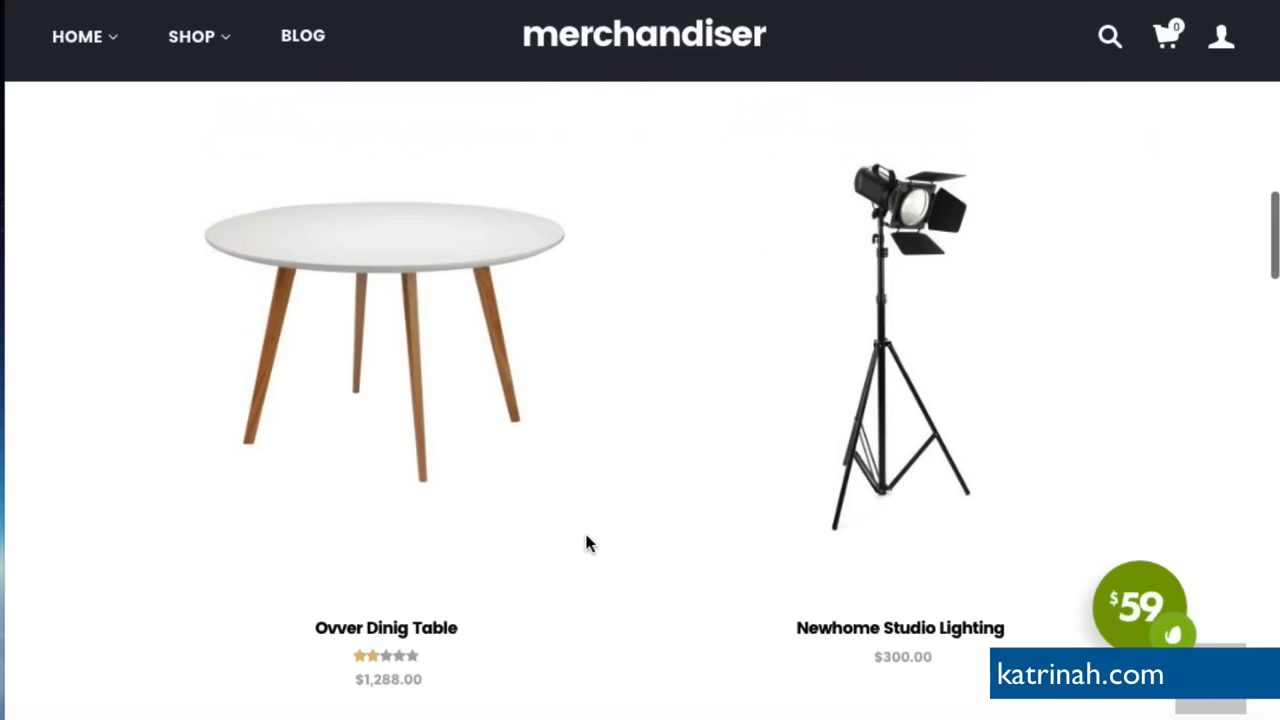 HOME SHOP BLOG merchandiser 0
Ovver Dinig Table Newhome Studio Lighting
$1,288.00 $300.00
$59
katrinah.com